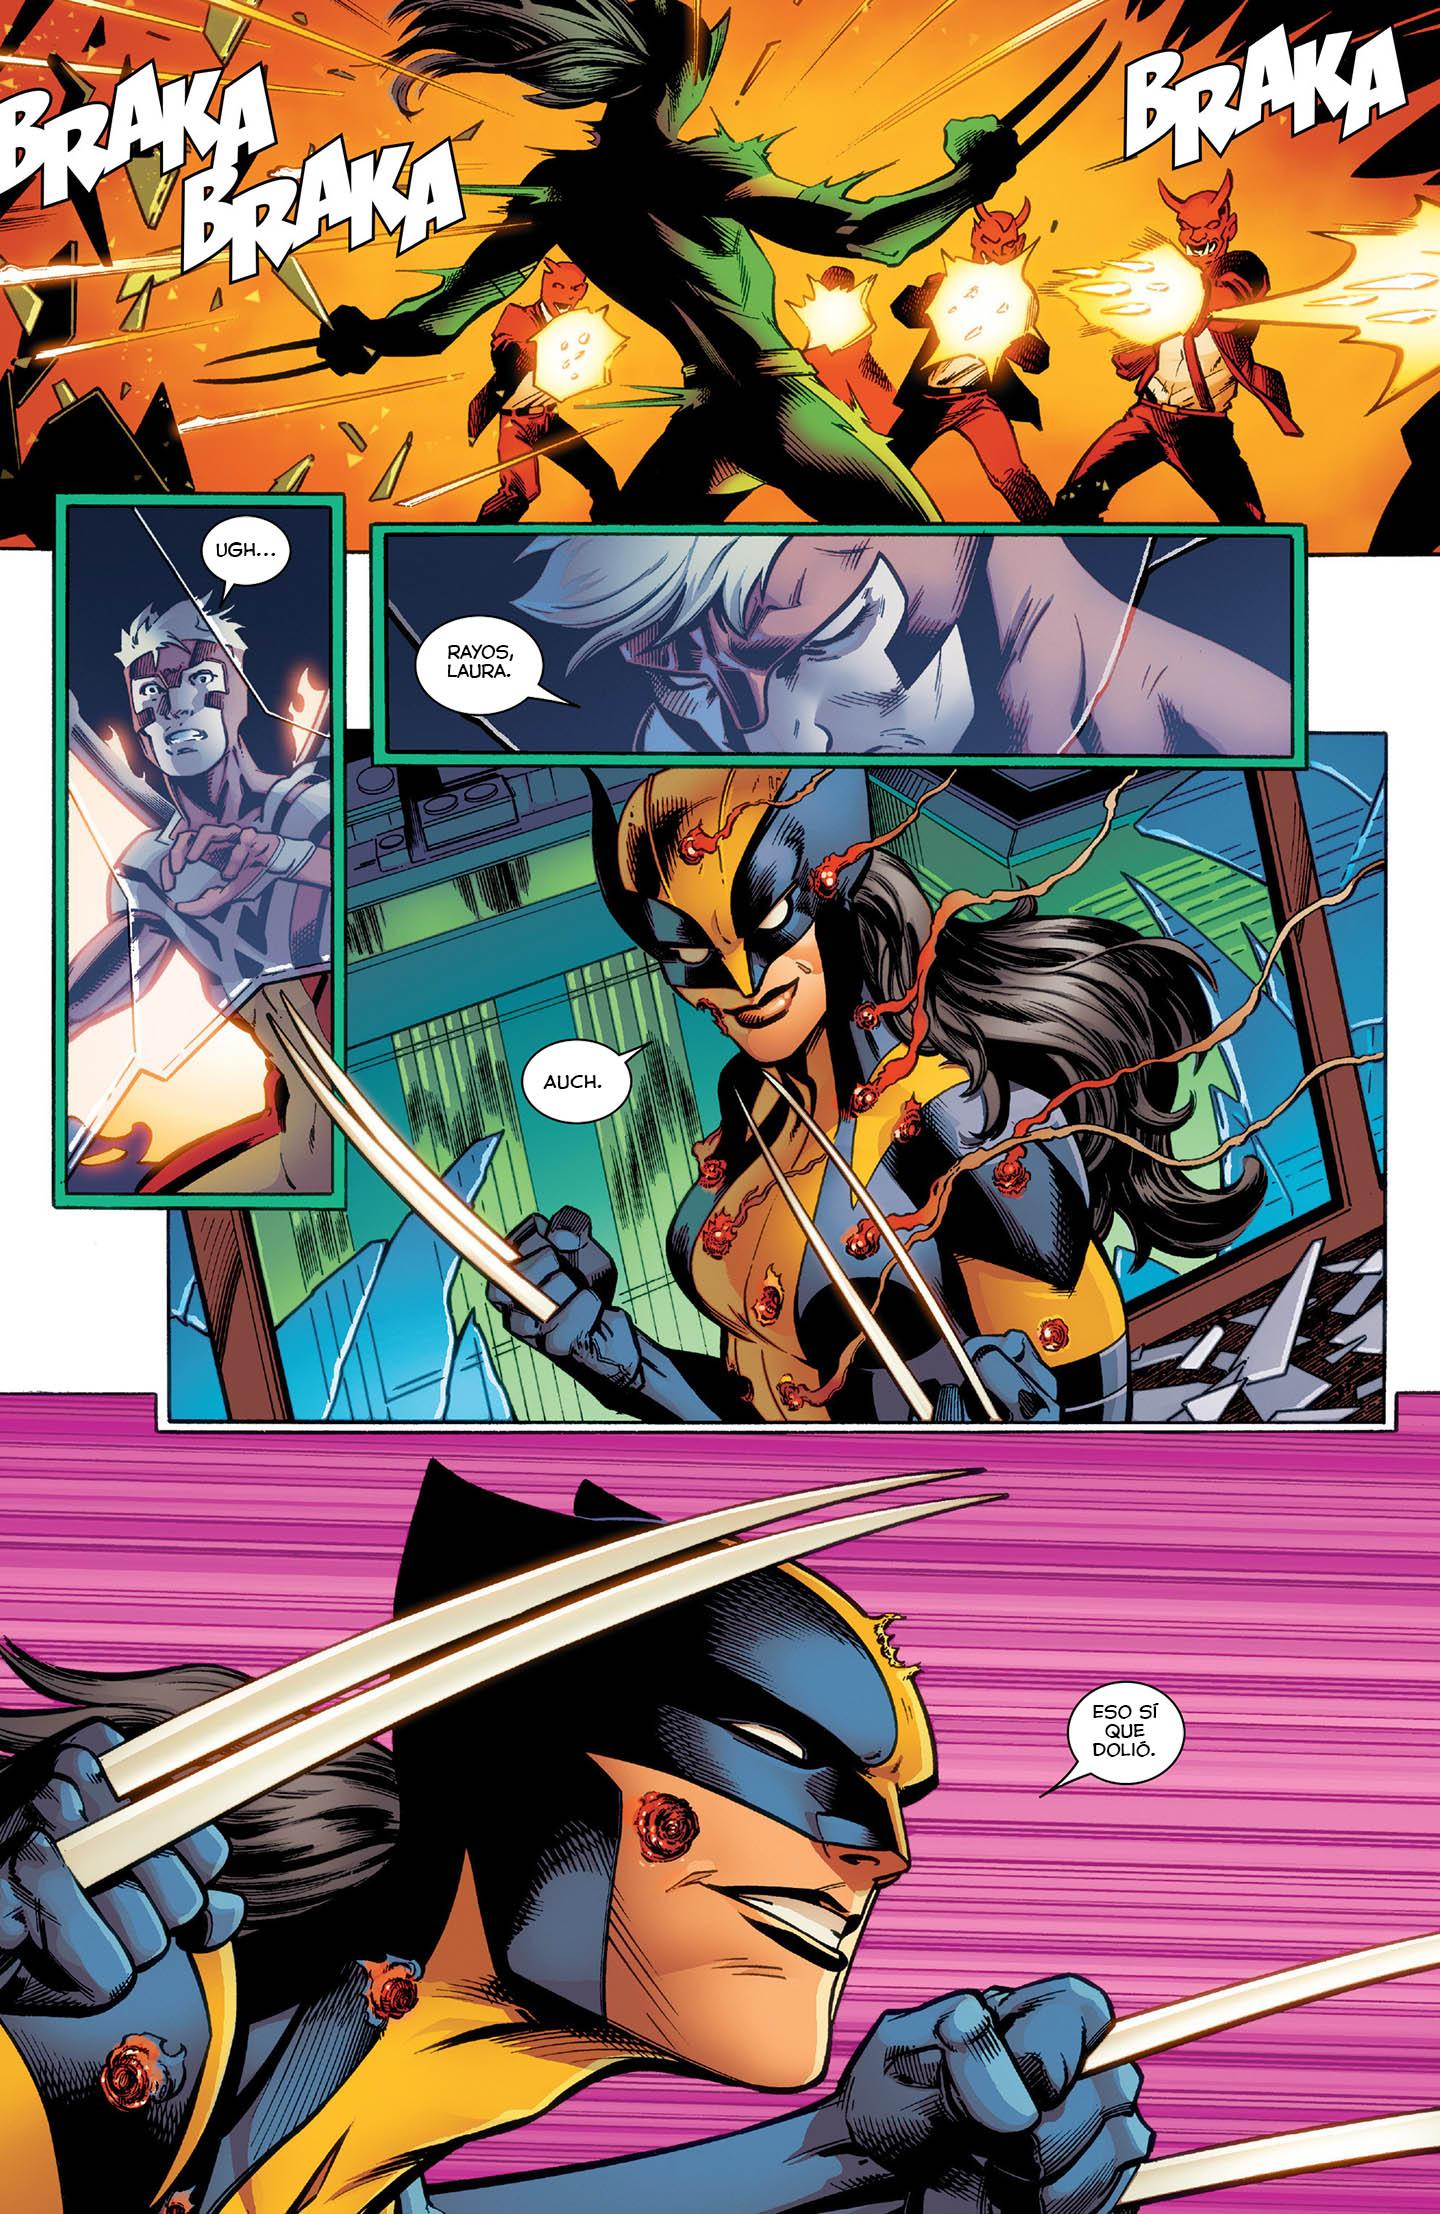 BRAKA
BRAKA
BRAKA
UGH...
RAYOS,
LAURA.
AUCH.
ESO SÍ
QUE
DOLIÓ.